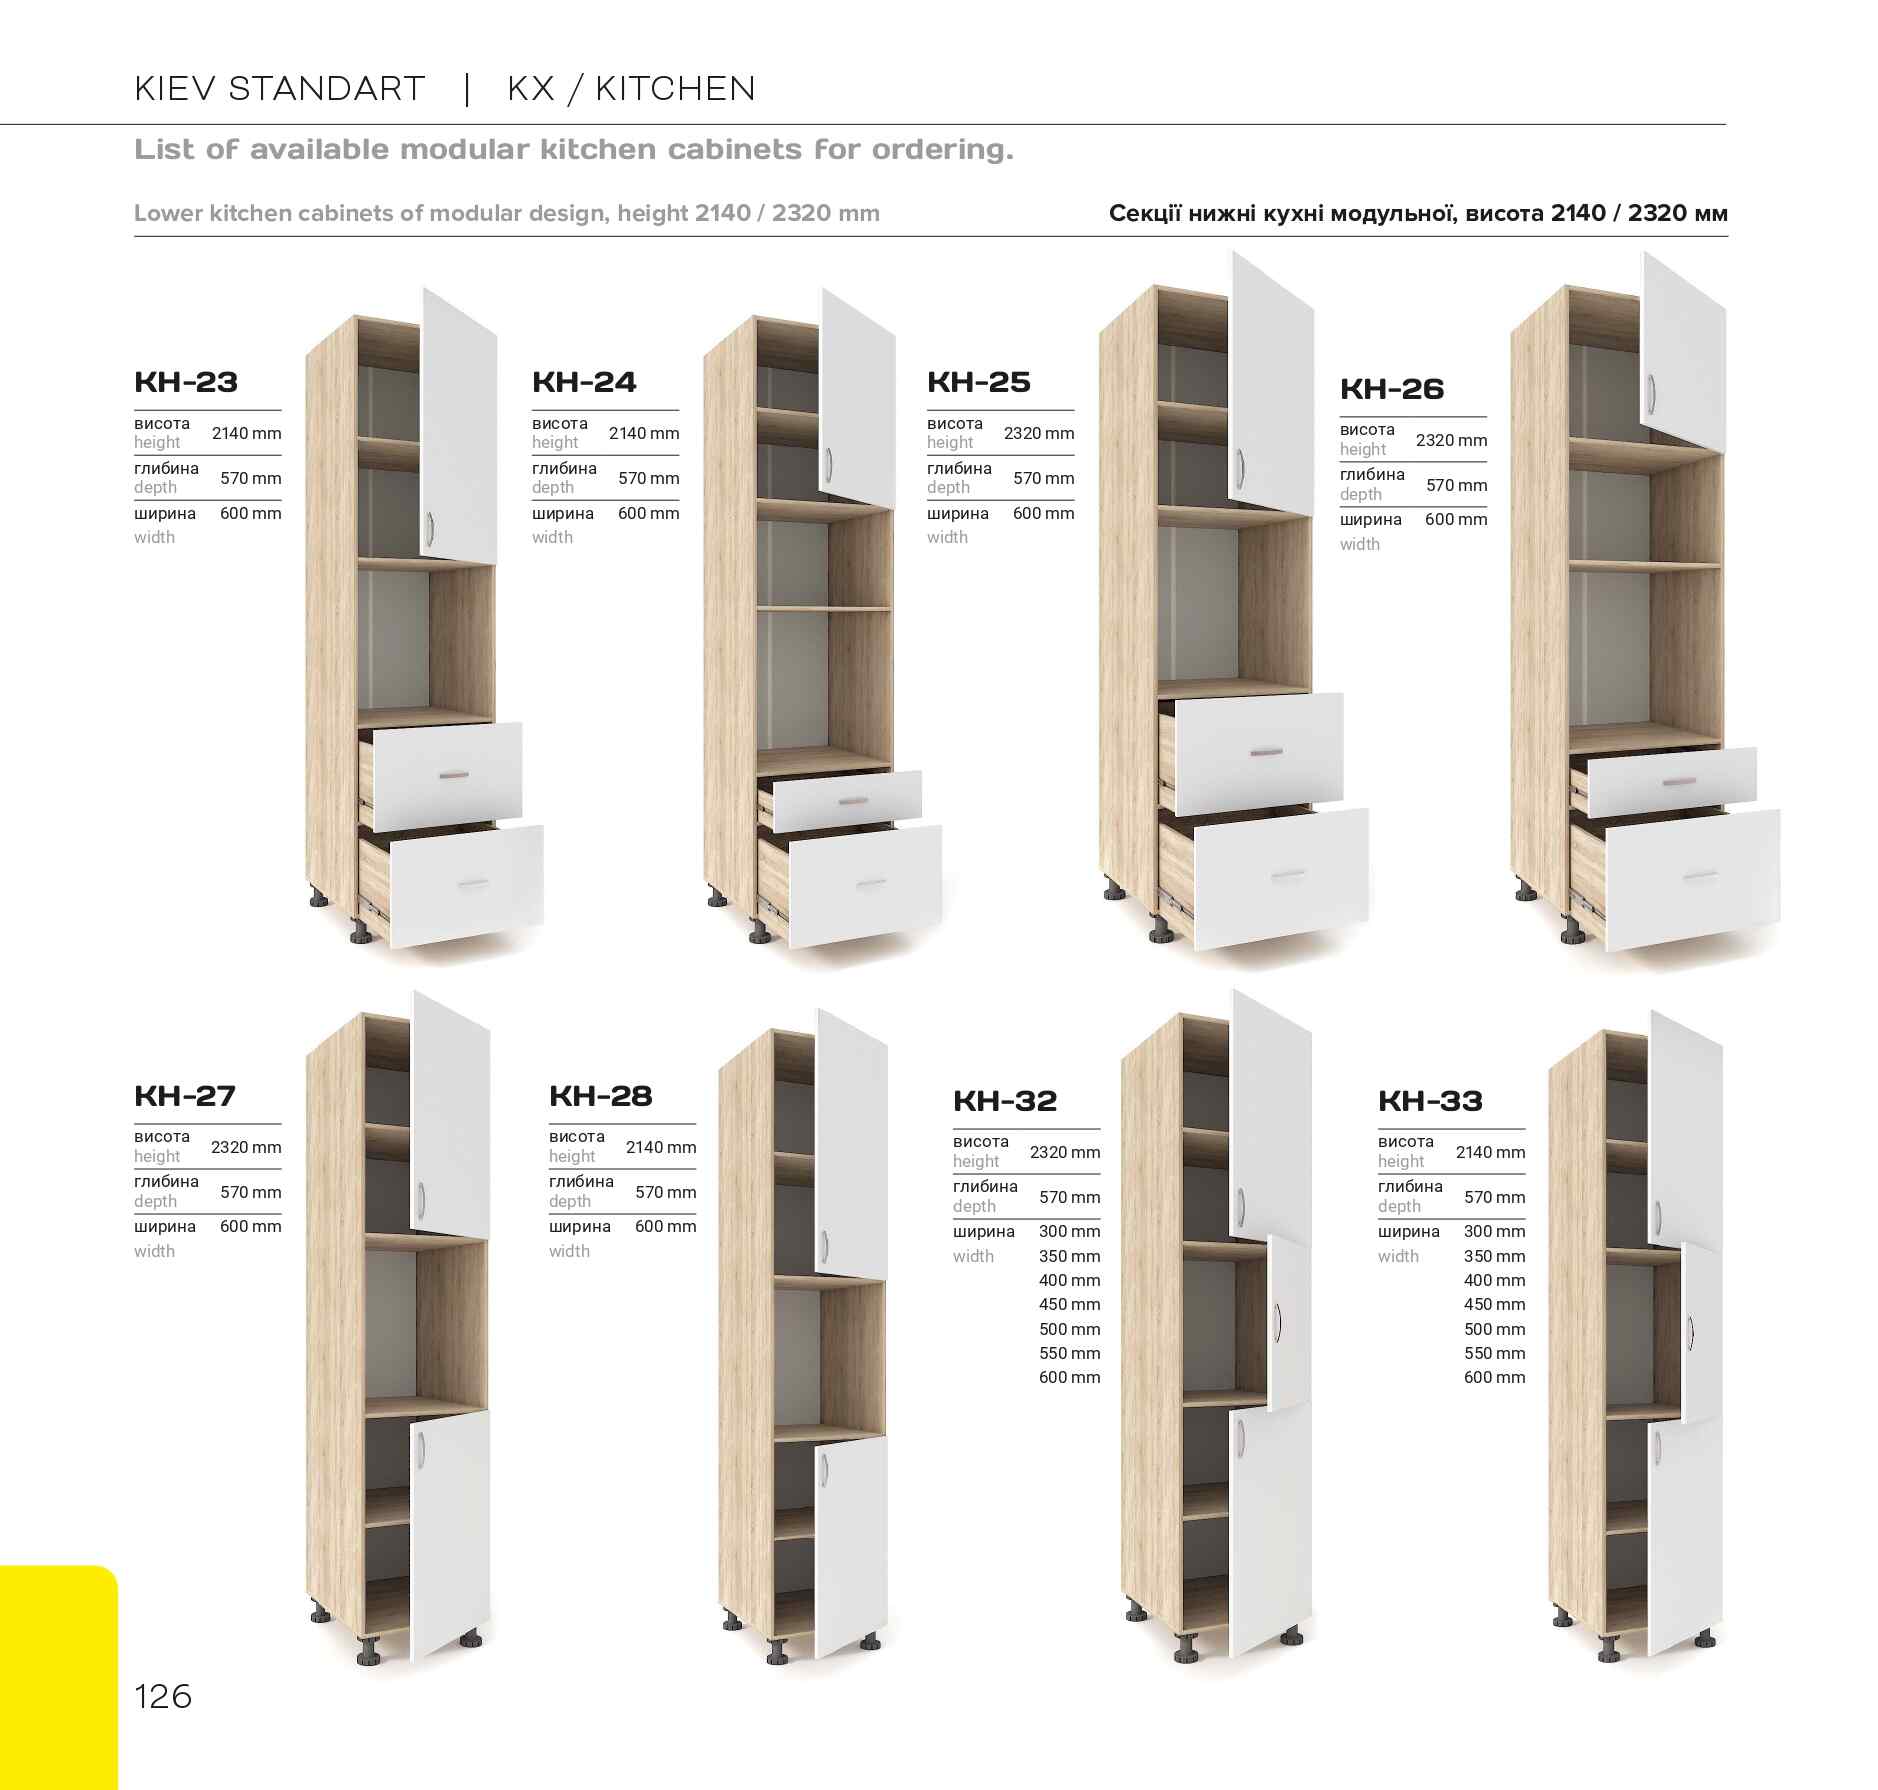 KIEV STANDART | KX / KITCHEN
List of available modular kitchen cabinets for ordering.
Lower kitchen cabinets of modular design, height 2140 / 2320 mm
Секції нижні кухні модульної, висота 2140 / 2320 мм
КН-23
висота
height
2140 mm
глибина
depth
570 mm
ширина 600 mm
width
КН-24
висота
height
2140 mm
глибина
depth
570 mm
ширина 600 mm
width
КН-25
висота
height
2320 mm
глибина
depth
570 mm
ширина 600 mm
width
КН-26
висота
height
2320 mm
глибина
depth
570 mm
ширина 600 mm
width
КН-27
висота
height
2320 mm
глибина
depth
570 mm
ширина 600 mm
width
КН-28
висота
height
2140 mm
глибина
depth
570 mm
ширина 600 mm
width
КН-32
висота
height
2320 mm
глибина
depth
570 mm
ширина 300 mm
width 350 mm
400 mm
450 mm
500 mm
550 mm
600 mm
КН-33
висота
height
2140 mm
глибина
depth
570 mm
ширина 300 mm
width 350 mm
400 mm
450 mm
500 mm
550 mm
600 mm
126